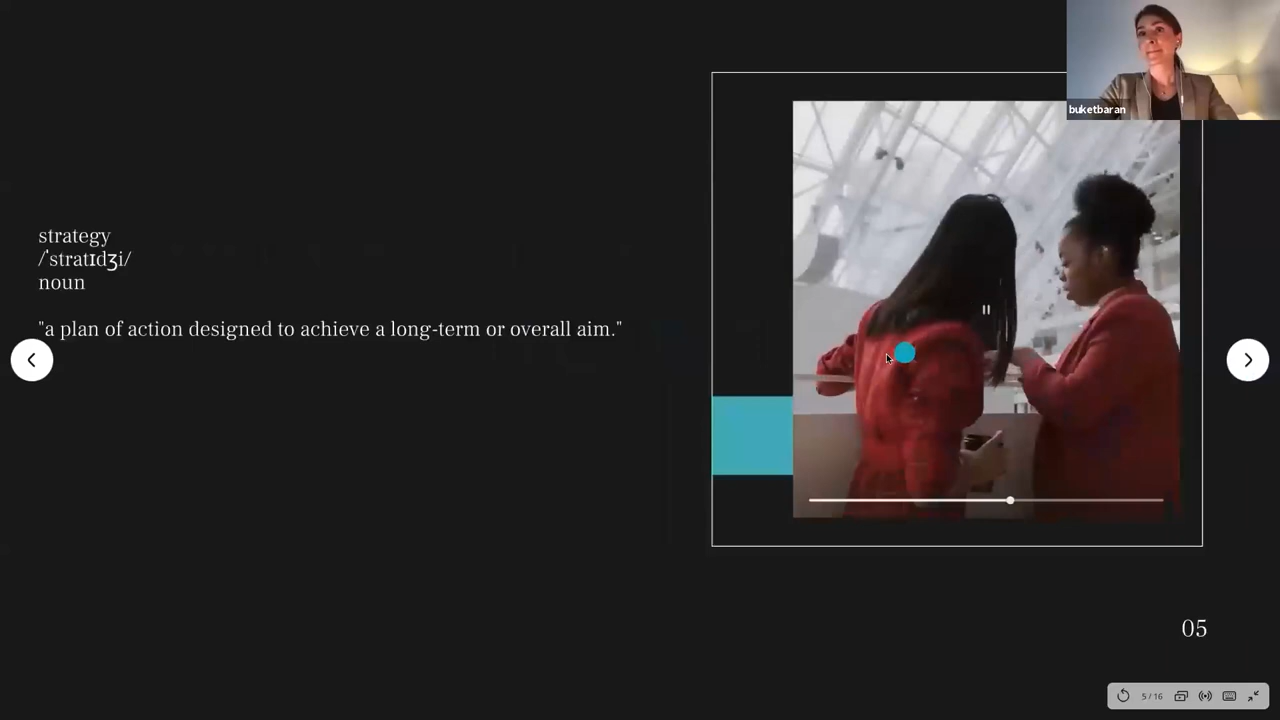 buketbaran
strategy
/ˈstratɪdʒi/
noun
"a plan of action designed to achieve a long-term or overall aim."
05
5 / 16